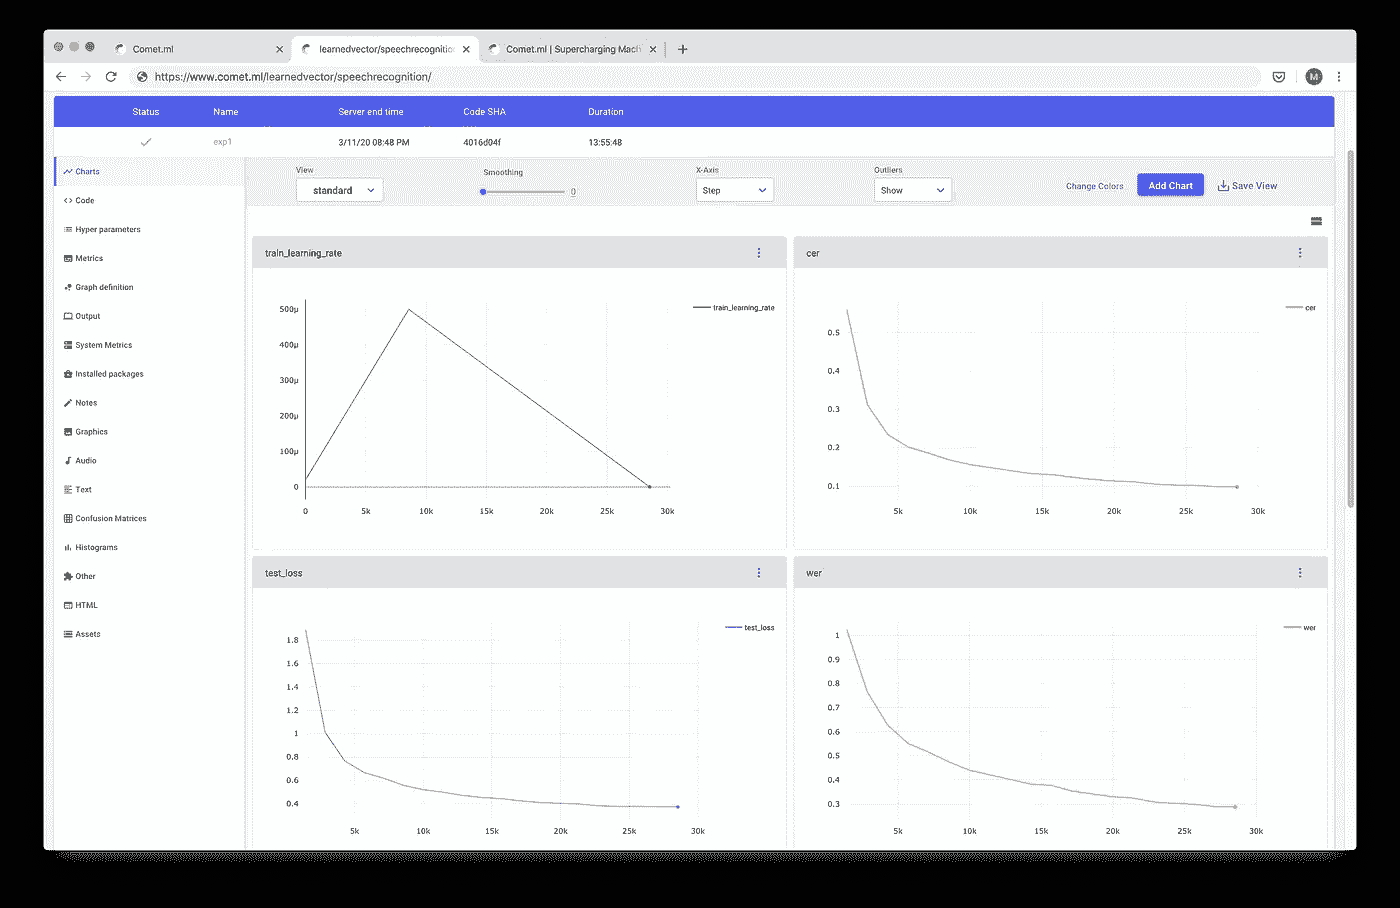 Comet.ml
learnedvector/speechrecognition
Comet.ml | Supercharging Mach
https://www.comet.ml/learnedvector/speechrecognition/
M
Status Name Server end time Code SHA Duration
exp1 3/11/20 08:48 PM 4016d04f 13:55:48
Charts
Code
Hyper parameters
Metrics
Graph definition
Output
System Metrics
Installed packages
Notes
Graphics
Audio
Text
Confusion Matrices
Histograms
Other
HTML
Assets
View Smoothing X-Axis Outliers
standard 0 Step Show Change Colors Add Chart Save View
train_learning_rate
train_learning_rate
500µ
400µ
300µ
200µ
100µ
0
0 5k 10k 15k 20k 25k 30k
cer
cer
0.5
0.4
0.3
0.2
0.1
5k 10k 15k 20k 25k 30k
test_loss
test_loss
1.8
1.6
1.4
1.2
1
0.8
0.6
0.4
5k 10k 15k 20k 25k 30k
wer
wer
1
0.9
0.8
0.7
0.6
0.5
0.4
0.3
5k 10k 15k 20k 25k 30k